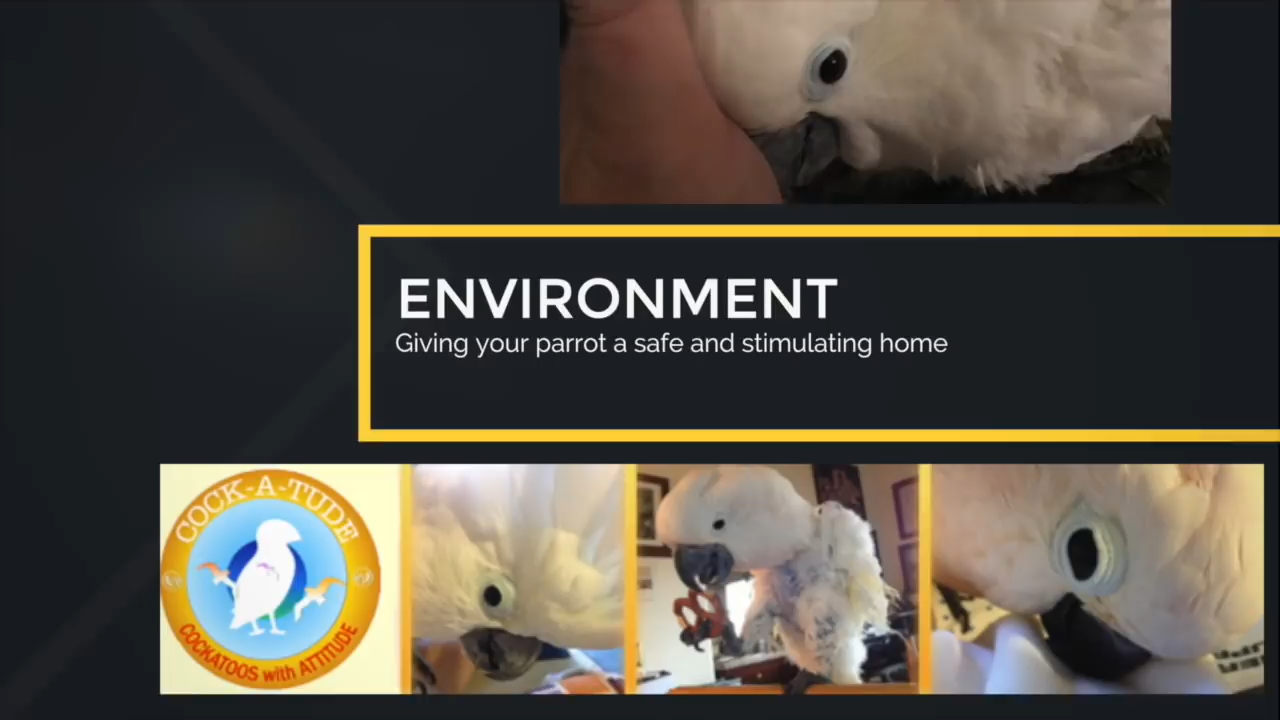 ENVIRONMENT
Giving your parrot a safe and stimulating home
COCK-A-TUDE
COCKATOOS with ATTITUDE